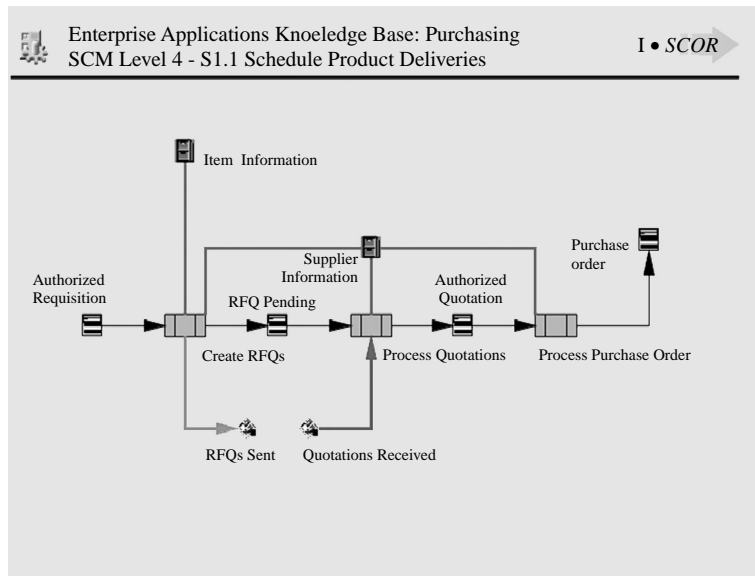 Enterprise Applications Knoeledge Base: Purchasing
SCM Level 4 - S1.1 Schedule Product Deliveries
I • SCOR
Item Information
Supplier
Information
Purchase
order
Authorized
Requisition
RFQ Pending
Authorized
Quotation
Create RFQs
Process Quotations
Process Purchase Order
RFQs Sent
Quotations Received